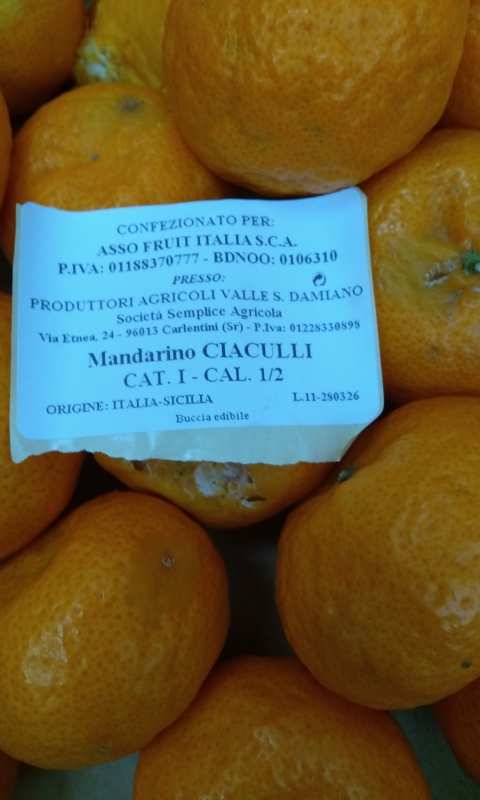 CONFEZIONATO PER:
ASSO FRUIT ITALIA S.C.A.
P.IVA: 01188370777 - BDNOO: 0106310
PRESSO:
PRODUTTORI AGRICOLI VALLE S. DAMIANO
Società Semplice Agricola
Via Etnea, 24 - 96013 Carlentini (Sr) - P.Iva: 01228330898
Mandarino CIACULLI
CAT. I - CAL. 1/2
ORIGINE: ITALIA-SICILIA L.11-280326
Buccia edibile